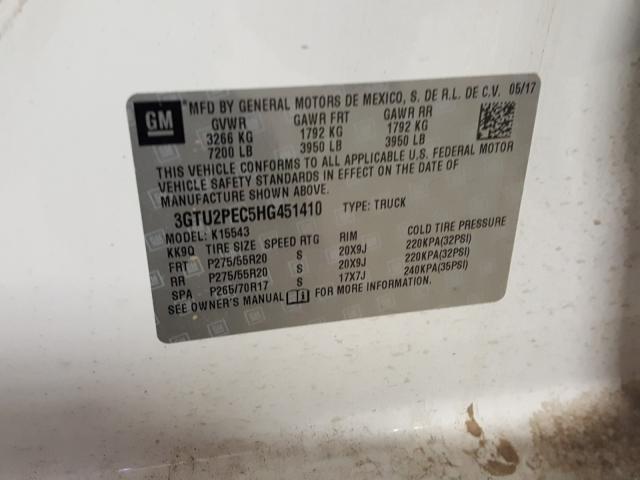 GM
MFD BY GENERAL MOTORS DE MEXICO, S. DE R.L. DE C.V. 05/17
GVWR GAWR FRT GAWR RR
3266 KG 1792 KG 1792 KG
7200 LB 3950 LB 3950 LB
THIS VEHICLE CONFORMS TO ALL APPLICABLE U.S. FEDERAL MOTOR
VEHICLE SAFETY STANDARDS IN EFFECT ON THE DATE OF
MANUFACTURE SHOWN ABOVE.
3GTU2PEC5HG451410 TYPE: TRUCK
MODEL: K15543
KK9Q TIRE SIZE SPEED RTG RIM COLD TIRE PRESSURE
FRT P275/55R20 S 20X9J 220KPA(32PSI)
RR P275/55R20 S 20X9J 220KPA(32PSI)
SPA P265/70R17 S 17X7J 240KPA(35PSI)
SEE OWNER'S MANUAL FOR MORE INFORMATION.